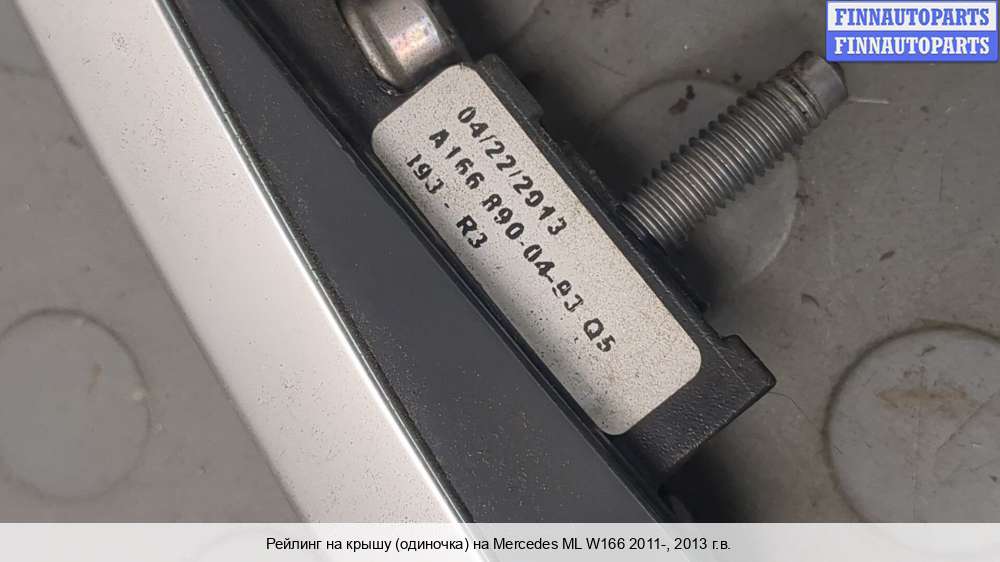 FINNAUTOPARTS
FINNAUTOPARTS
04/22/2013
A166 890-04-93 Q5
193 - R3
Рейлинг на крышу (одиночка) на Mercedes ML W166 2011-, 2013 г.в.